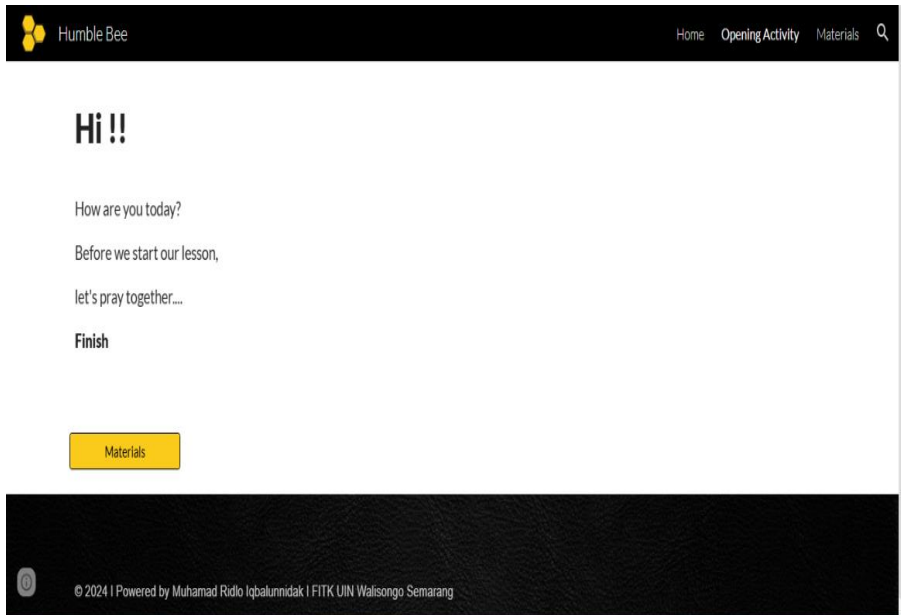 Humble Bee
Home Opening Activity Materials
Hi !!
How are you today?
Before we start our lesson,
let's pray together....
Finish
Materials
© 2024 I Powered by Muhamad Ridlo Iqbalunnidak I FITK UIN Walisongo Semarang